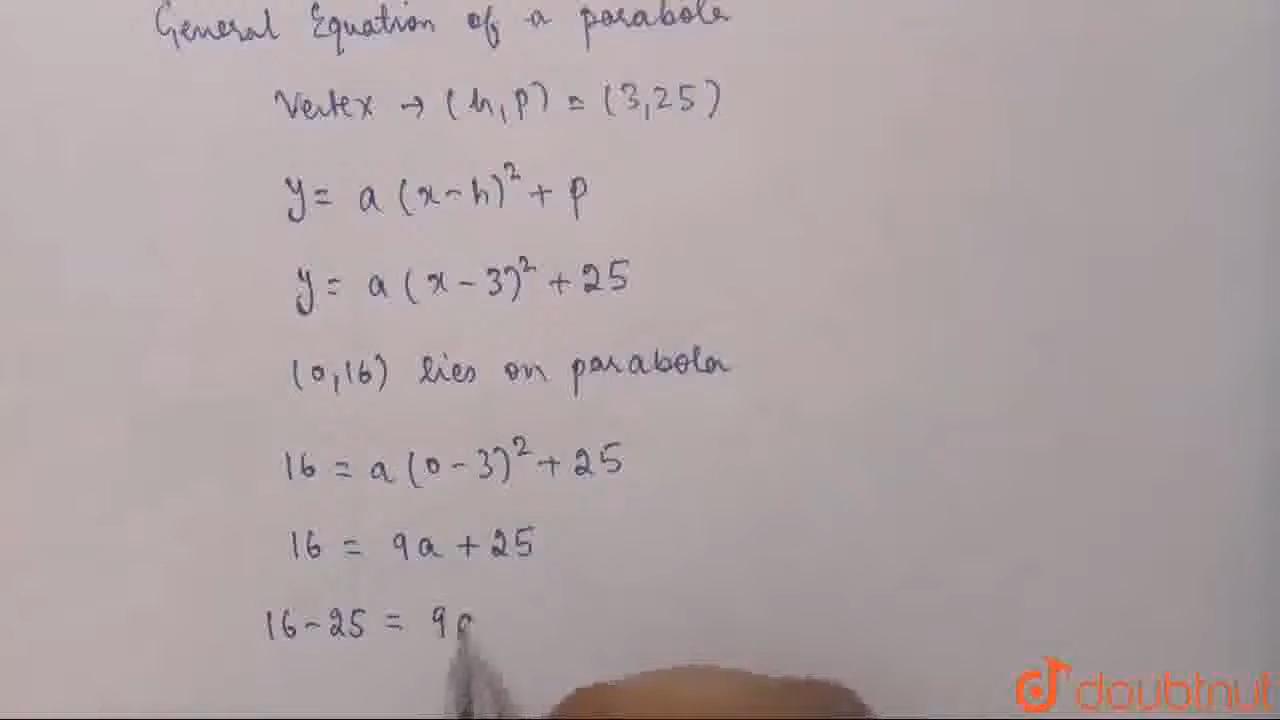 General Equation of a parabola
Vertex → (h, p) = (3, 25)
y = a (x - h)² + p
y = a (x - 3)² + 25
(0, 16) lies on parabola
16 = a (0 - 3)² + 25
16 = 9a + 25
16 - 25 = 9a
doubtnut